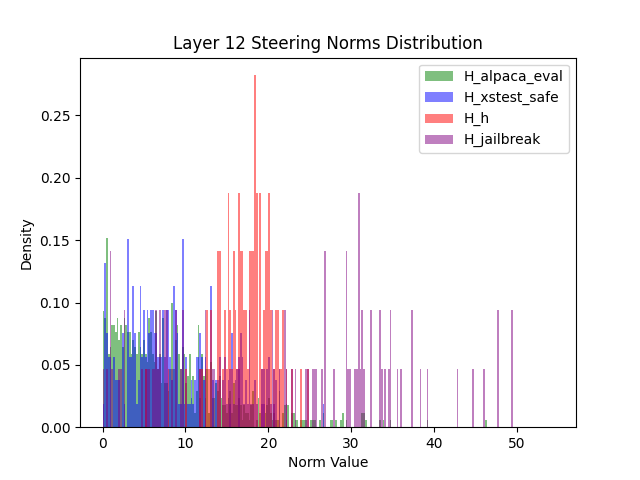 Layer 12 Steering Norms Distribution
H_alpaca_eval
H_xstest_safe
H_h
H_jailbreak
Density
0.25
0.20
0.15
0.10
0.05
0.00
0 10 20 30 40 50
Norm Value